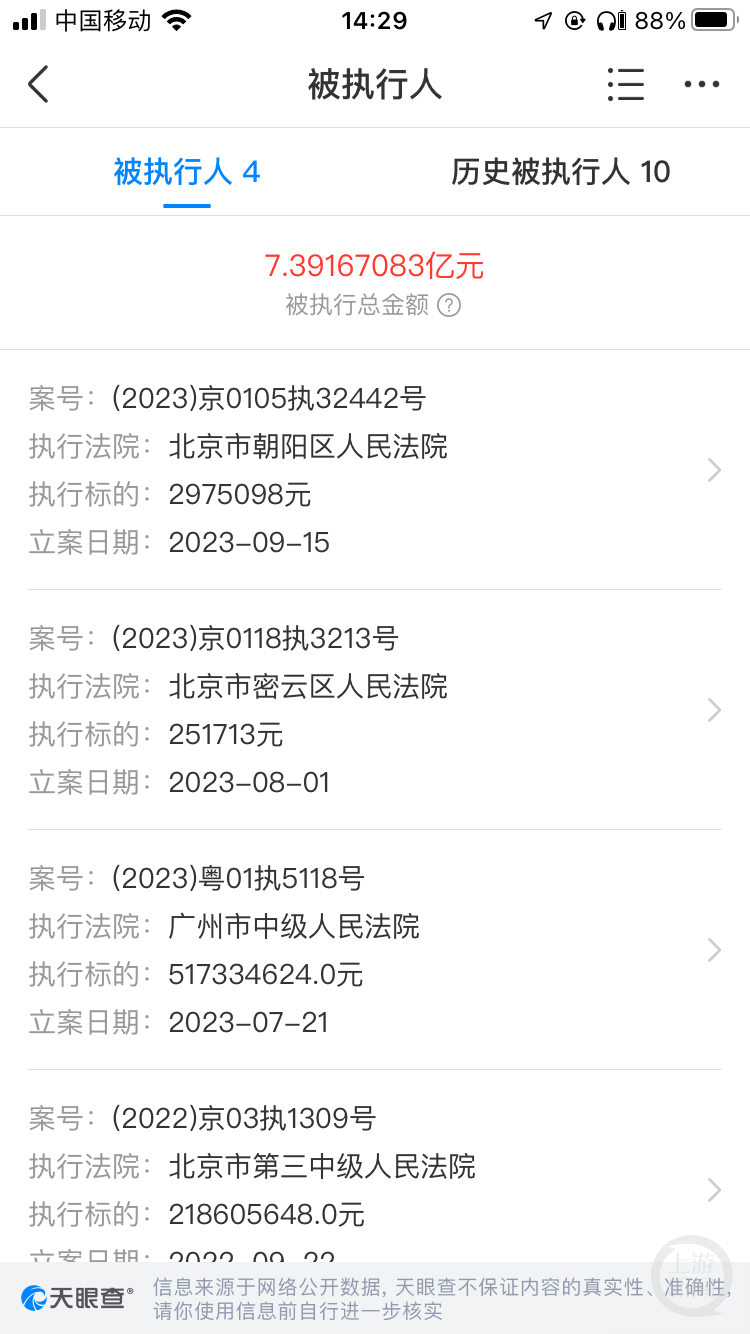 中国移动 14:29 88%
被执行人
被执行人 4 历史被执行人 10
7.39167083亿元
被执行总金额 ?
案号： (2023)京0105执32442号
执行法院： 北京市朝阳区人民法院
执行标的： 2975098元
立案日期： 2023-09-15
案号： (2023)京0118执3213号
执行法院： 北京市密云区人民法院
执行标的： 251713元
立案日期： 2023-08-01
案号： (2023)粤01执5118号
执行法院： 广州市中级人民法院
执行标的： 517334624.0元
立案日期： 2023-07-21
案号： (2022)京03执1309号
执行法院： 北京市第三中级人民法院
执行标的： 218605648.0元
立案日期： 2022-09-22
天眼查® 信息来源于网络公开数据, 天眼查不保证内容的真实性、准确性,
请你使用信息前自行进一步核实
上游